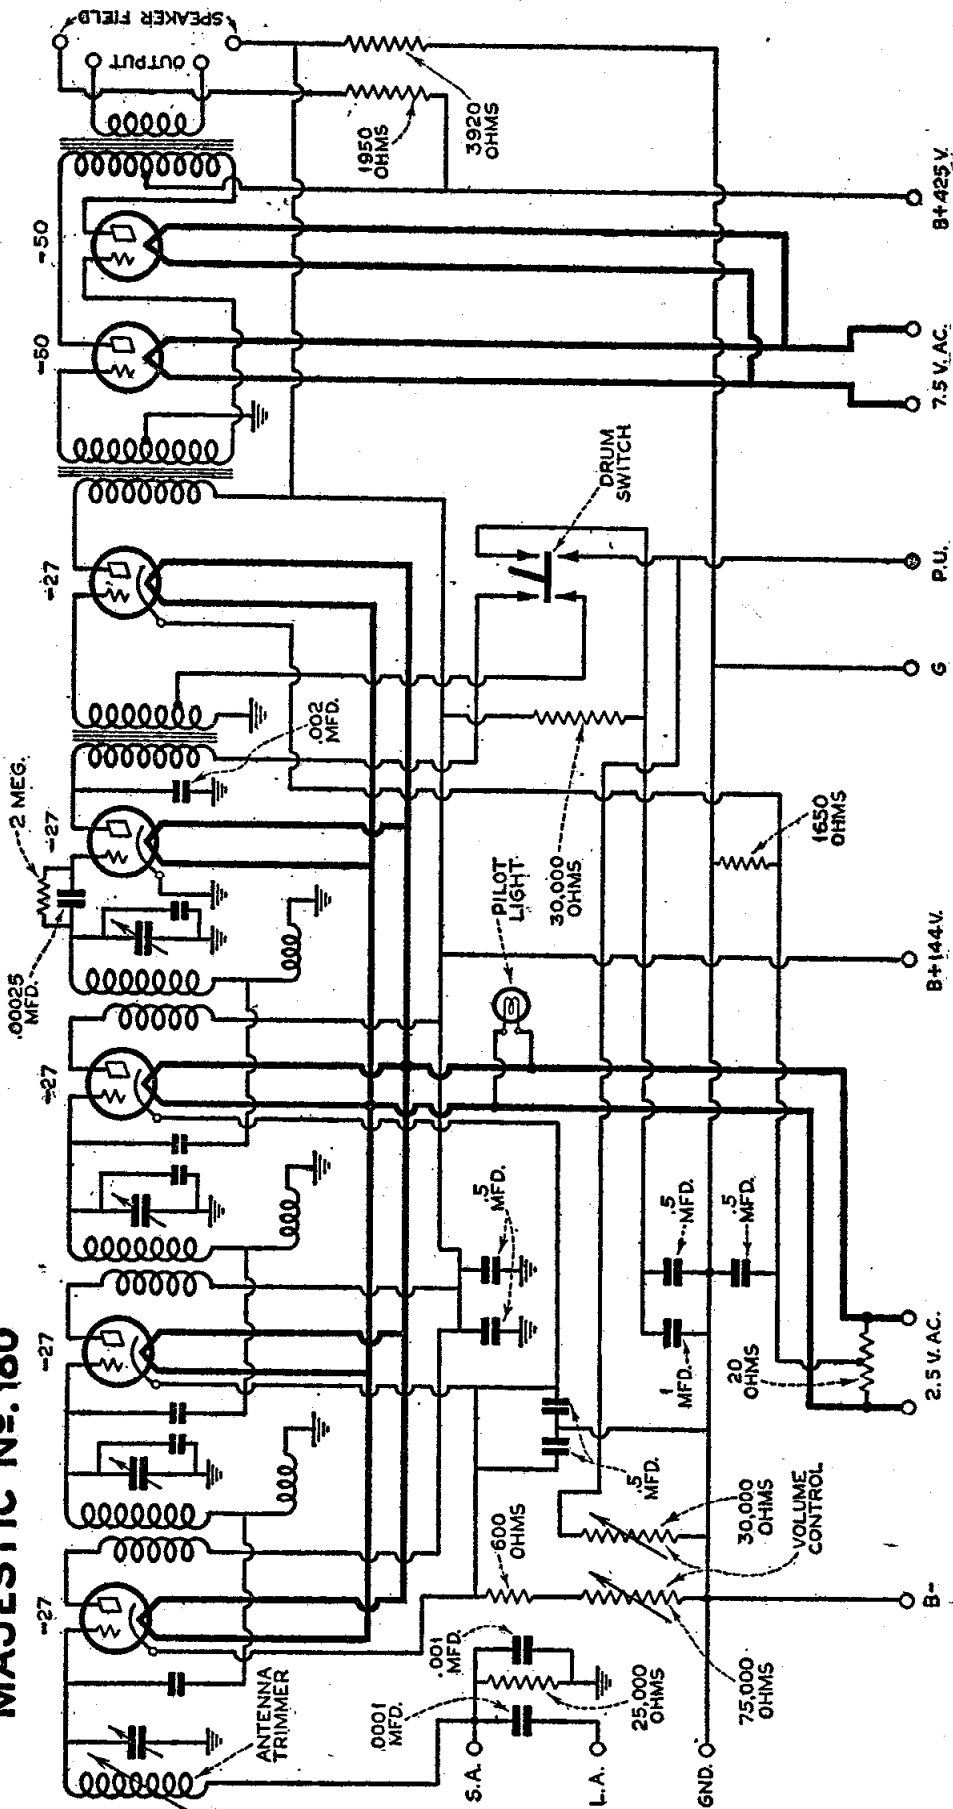 MAJESTIC No. 180
SPEAKER FIELD
OUTPUT
1950
OHMS
3920
OHMS
-50
-50
-27
-27
-27
-27
-27
2 MEG.
.00025
MFD.
.002
MFD.
DRUM
SWITCH
30,000
OHMS
PILOT
LIGHT
1650
OHMS
.5
MFD.
.5
MFD.
.5
MFD.
1
MFD.
20
OHMS
.5
MFD.
600
OHMS
30,000
OHMS
VOLUME
CONTROL
75,000
OHMS
.001
MFD.
.0001
MFD.
25,000
OHMS
ANTENNA
TRIMMER
S.A.
L.A.
GND.
B-
2.5 V. AC.
B+144V.
G
P.U.
7.5 V. AC.
B+425V.